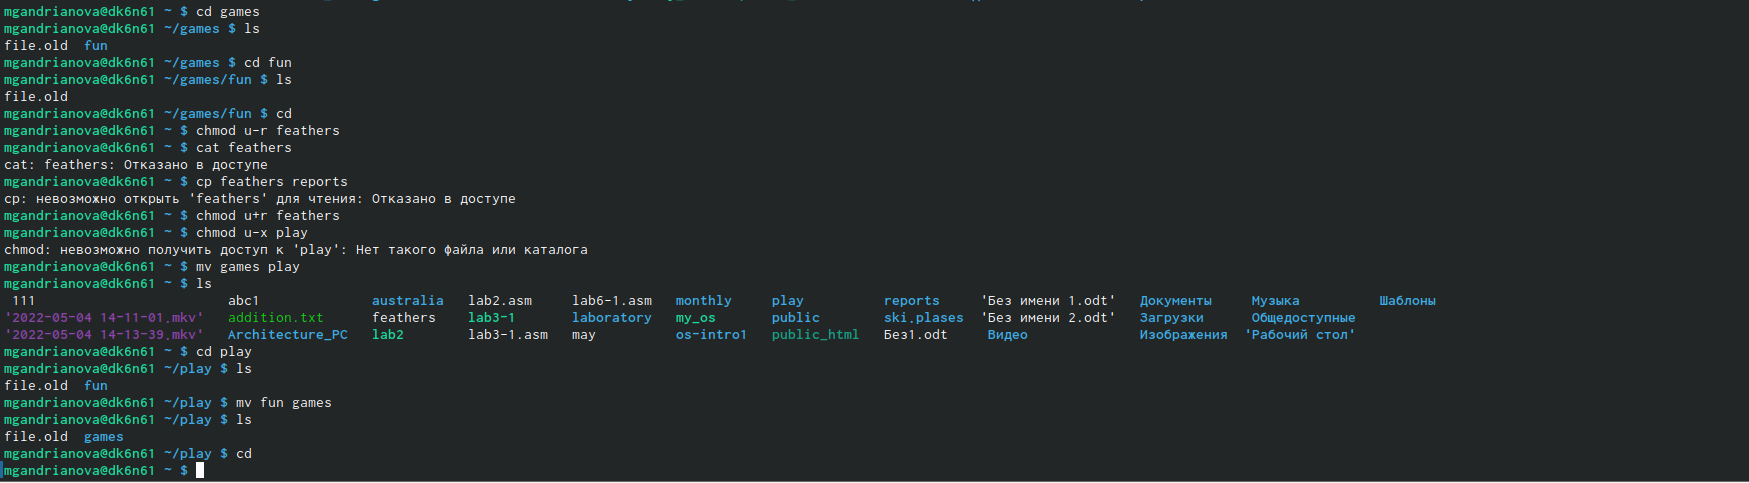 mgandrianova@dk6n61 ~ $ cd games
mgandrianova@dk6n61 ~/games $ ls
file.old  fun
mgandrianova@dk6n61 ~/games $ cd fun
mgandrianova@dk6n61 ~/games/fun $ ls
file.old
mgandrianova@dk6n61 ~/games/fun $ cd
mgandrianova@dk6n61 ~ $ chmod u-r feathers
mgandrianova@dk6n61 ~ $ cat feathers
cat: feathers: Отказано в доступе
mgandrianova@dk6n61 ~ $ cp feathers reports
cp: невозможно открыть 'feathers' для чтения: Отказано в доступе
mgandrianova@dk6n61 ~ $ chmod u+r feathers
mgandrianova@dk6n61 ~ $ chmod u-x play
chmod: невозможно получить доступ к 'play': Нет такого файла или каталога
mgandrianova@dk6n61 ~ $ mv games play
mgandrianova@dk6n61 ~ $ ls
 111                        abc1              australia   lab2.asm     lab6-1.asm   monthly     play          reports     'Без имени 1.odt'   Документы     Музыка          Шаблоны
'2022-05-04 14-11-01.mkv'   addition.txt      feathers    lab3-1       laboratory   my_os       public        ski.plases  'Без имени 2.odt'   Загрузки      Общедоступные
'2022-05-04 14-13-39.mkv'   Architecture_PC   lab2        lab3-1.asm   may          os-intro1   public_html   Без1.odt     Видео              Изображения  'Рабочий стол'
mgandrianova@dk6n61 ~ $ cd play
mgandrianova@dk6n61 ~/play $ ls
file.old  fun
mgandrianova@dk6n61 ~/play $ mv fun games
mgandrianova@dk6n61 ~/play $ ls
file.old  games
mgandrianova@dk6n61 ~/play $ cd
mgandrianova@dk6n61 ~ $